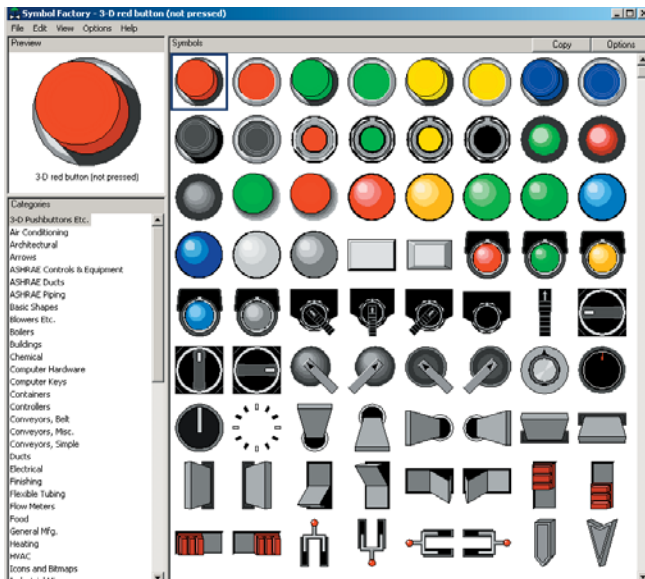 Symbol Factory - 3-D red button (not pressed)
File Edit View Options Help
Preview
3-D red button (not pressed)
Categories
3-D Pushbuttons Etc.
Air Conditioning
Architectural
Arrows
ASHRAE Controls & Equipment
ASHRAE Ducts
ASHRAE Piping
Basic Shapes
Blowers Etc.
Boilers
Buildings
Chemical
Computer Hardware
Computer Keys
Containers
Controllers
Conveyors, Belt
Conveyors, Misc.
Conveyors, Simple
Ducts
Electrical
Finishing
Flexible Tubing
Flow Meters
Food
General Mfg.
Heating
HVAC
Icons and Bitmaps
Symbols
Copy
Options